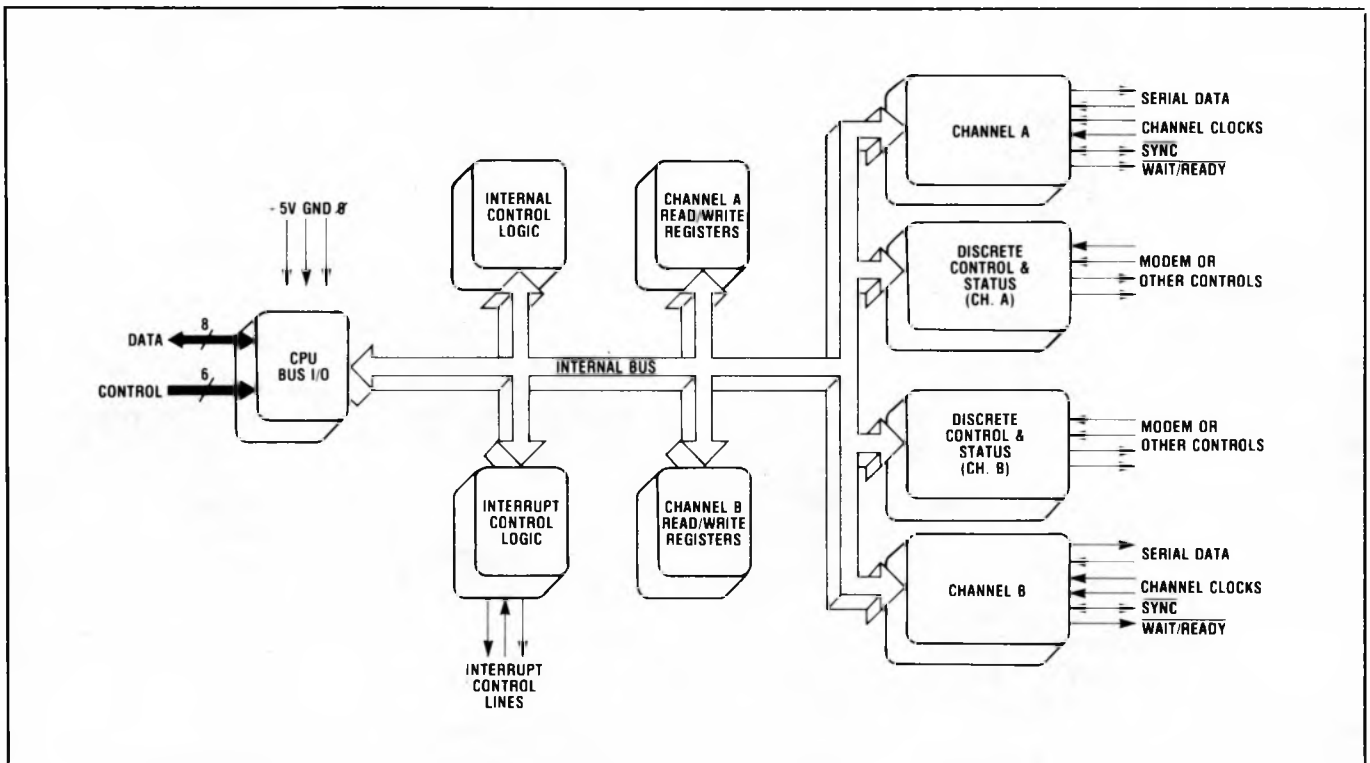 CHANNEL A
SERIAL DATA
CHANNEL CLOCKS
SYNC
WAIT/READY
INTERNAL
CONTROL
LOGIC
CHANNEL A
READ/WRITE
REGISTERS
DISCRETE
CONTROL &
STATUS
(CH. A)
MODEM OR
OTHER CONTROLS
5V GND
DATA
8
CONTROL
6
CPU
BUS I/O
INTERNAL BUS
INTERRUPT
CONTROL
LOGIC
CHANNEL B
READ/WRITE
REGISTERS
DISCRETE
CONTROL &
STATUS
(CH. B)
MODEM OR
OTHER CONTROLS
CHANNEL B
SERIAL DATA
CHANNEL CLOCKS
SYNC
WAIT/READY
INTERRUPT
CONTROL
LINES